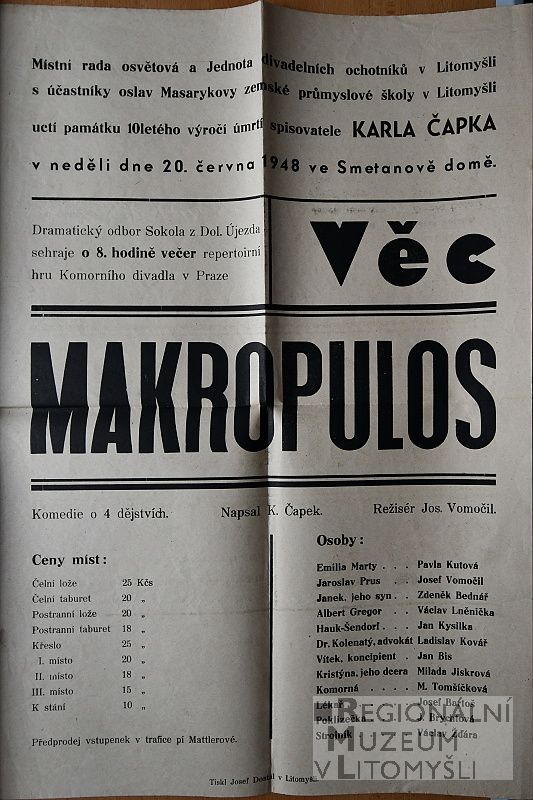 Místní rada osvětová a Jednota divadelních ochotníků v Litomyšli
s účastníky oslav Masarykovy zemské průmyslové školy v Litomyšli
uctí památku 10letého výročí úmrtí spisovatele KARLA ČAPKA
v neděli dne 20. června 1948 ve Smetanově domě.
Dramatický odbor Sokola z Dol. Újezda
sehraje o 8. hodině večer repertoirní
hru Komorního divadla v Praze
Věc
MAKROPULOS
Komedie o 4 dějstvích. Napsal K. Čapek. Režisér Jos. Vomočil.
Ceny míst:
Čelní lože 25 Kčs
Čelní taburet 20 „
Postranní lože 20 „
Postranní taburet 18 „
Křeslo 25 „
I. místo 20 „
II. místo 18 „
III. místo 15 „
K stání 10 „
Předprodej vstupenek v trafice pí Mattlerové.
Osoby:
Emilia Marty . . . Pavla Kutová
Jaroslav Prus . . Josef Vomočil
Janek, jeho syn . . Zdeněk Bednář
Albert Gregor . . Václav Lněnička
Hauk-Šendorf . . . Jan Kysilka
Dr. Kolenatý, advokát Ladislav Kovář
Vítek, koncipient . Jan Bis
Kristýna, jeho dcera Milada Jiskrová
Komorná . . . . . M. Tomšíčková
Lékař Josef Bartoš
Poklizečka J. Brychtová
Strojník Václav Žďára
REGIONÁLNÍ
MUZEUM
V LITOMYŠLI
Tiskl Josef Dostál v Litomyšli.